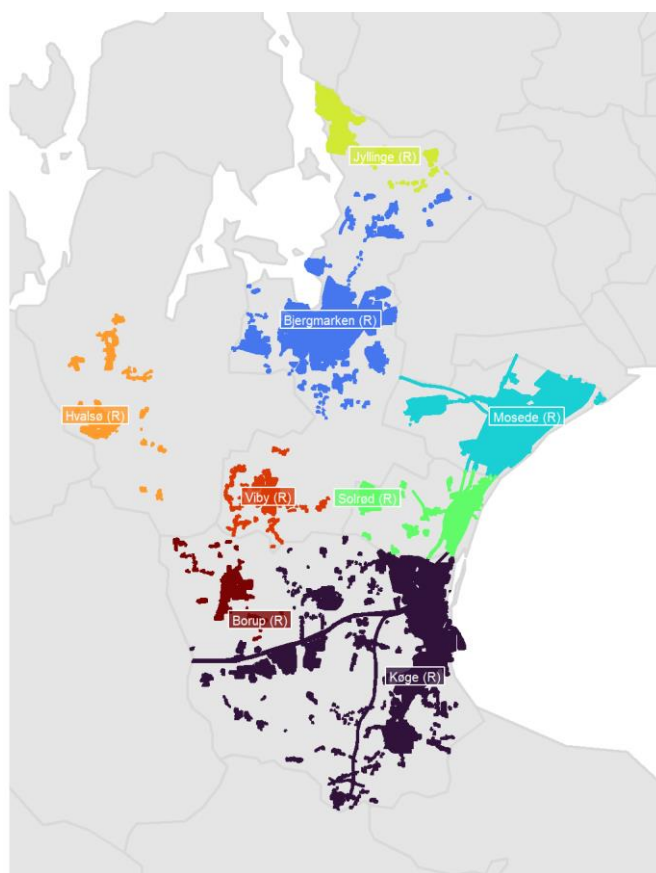 Jyllinge (R)
Bjergmarken (R)
Hvalsø (R)
Mosede (R)
Viby (R)
Solrød (R)
Borup (R)
Køge (R)